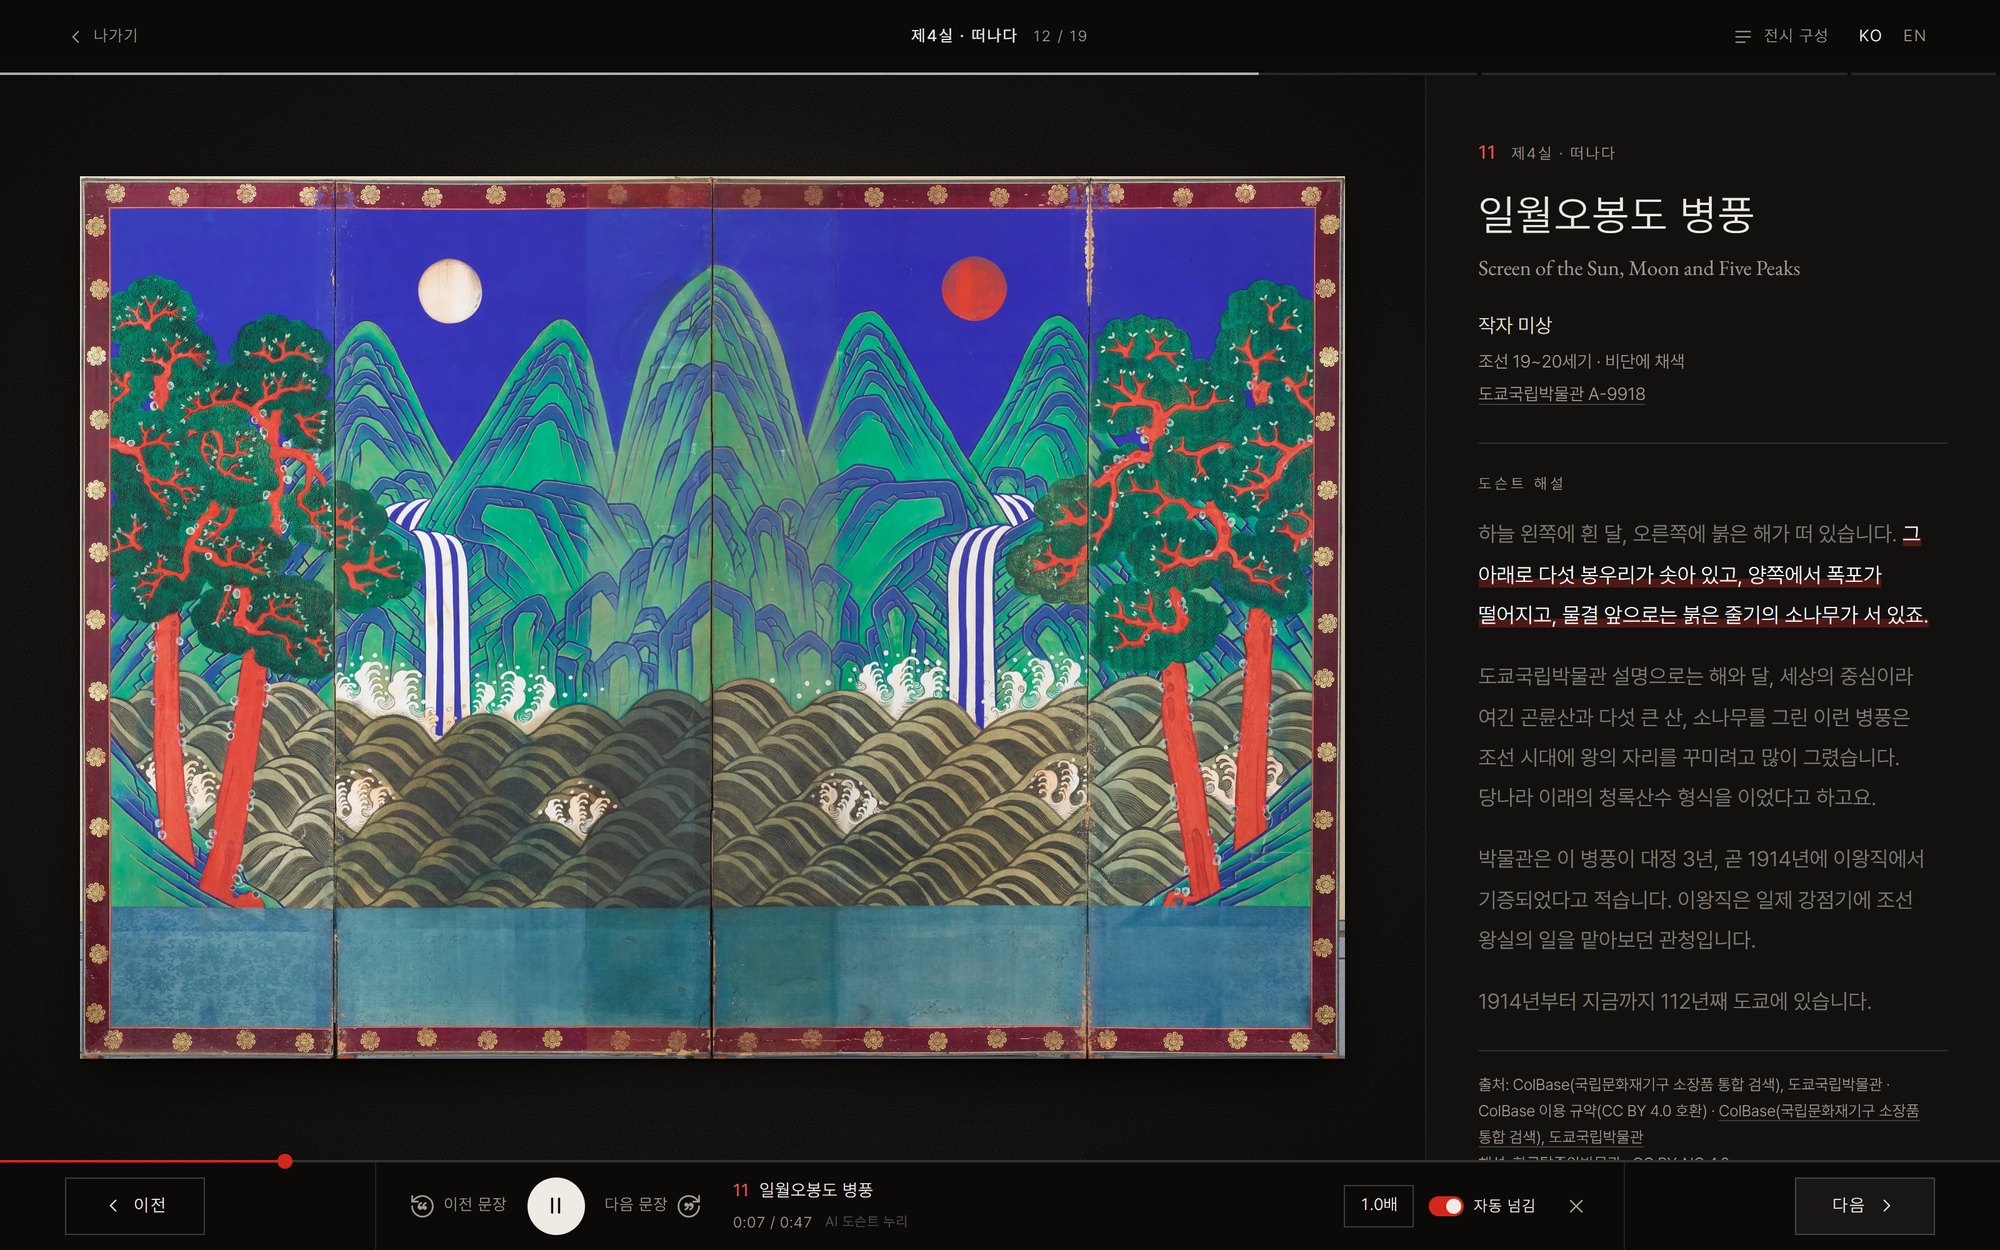 나가기
제4실 · 떠나다 12 / 19
전시 구성 KO EN
11 제4실 · 떠나다
일월오봉도 병풍
Screen of the Sun, Moon and Five Peaks
작자 미상
조선 19~20세기 · 비단에 채색
도쿄국립박물관 A-9918
도슨트 해설
하늘 왼쪽에 흰 달, 오른쪽에 붉은 해가 떠 있습니다. 그
아래로 다섯 봉우리가 솟아 있고, 양쪽에서 폭포가
떨어지고, 물결 앞으로는 붉은 줄기의 소나무가 서 있죠.
도쿄국립박물관 설명으로는 해와 달, 세상의 중심이라
여긴 곤륜산과 다섯 큰 산, 소나무를 그린 이런 병풍은
조선 시대에 왕의 자리를 꾸미려고 많이 그렸습니다.
당나라 이래의 청록산수 형식을 이었다고 하고요.
박물관은 이 병풍이 대정 3년, 곧 1914년에 이왕직에서
기증되었다고 적습니다. 이왕직은 일제 강점기에 조선
왕실의 일을 맡아보던 관청입니다.
1914년부터 지금까지 112년째 도쿄에 있습니다.
출처: ColBase(국립문화재기구 소장품 통합 검색), 도쿄국립박물관 ·
ColBase 이용 규약(CC BY 4.0 호환) · ColBase(국립문화재기구 소장품
통합 검색), 도쿄국립박물관
이전
이전 문장
다음 문장
11 일월오봉도 병풍
0:07 / 0:47 AI 도슨트 누리
1.0배
자동 넘김
다음